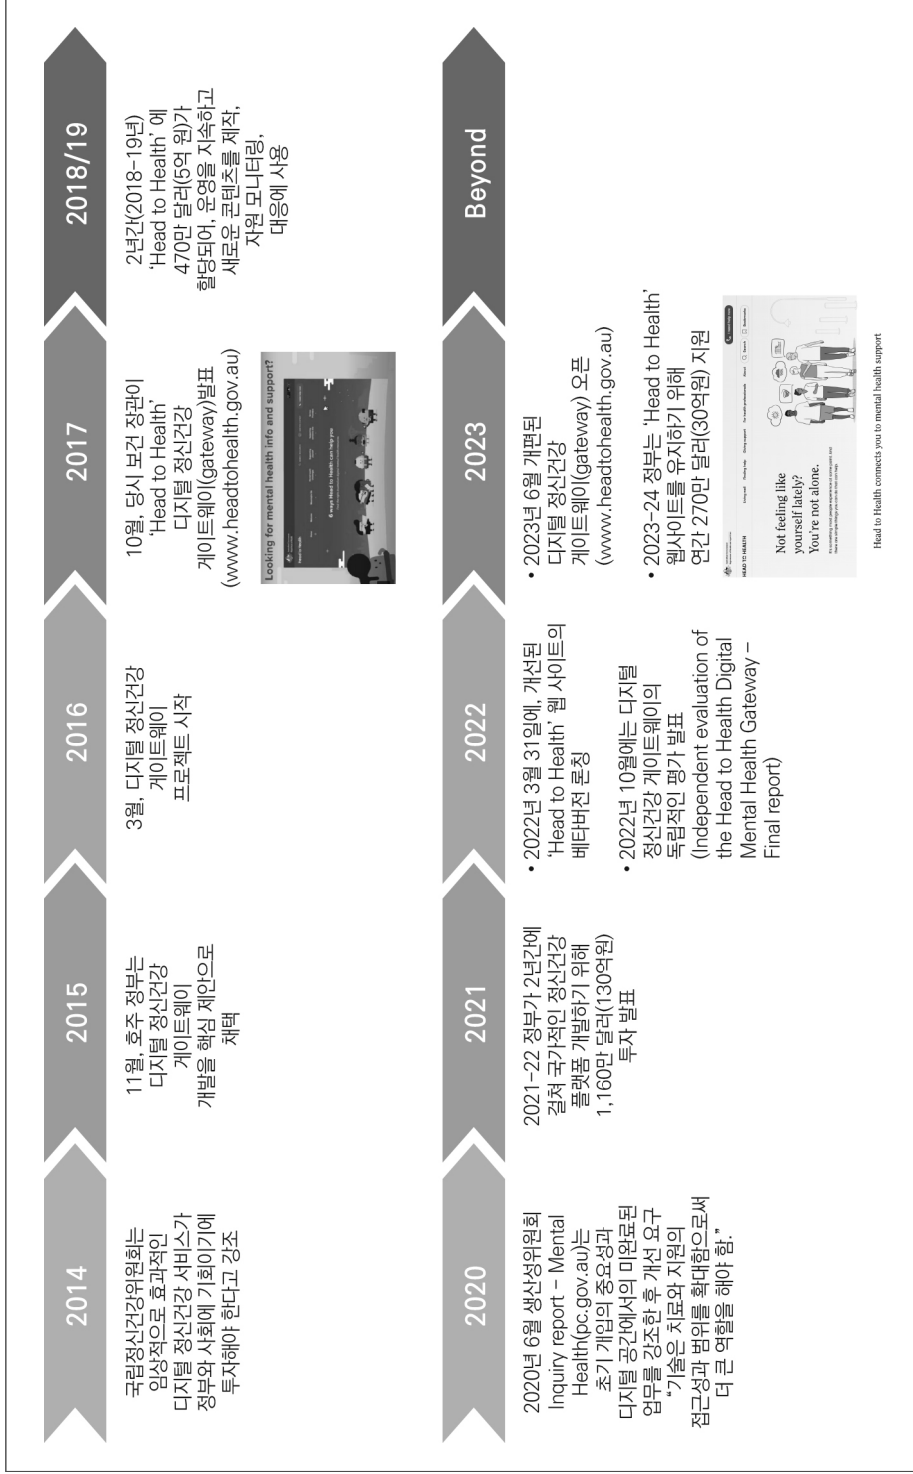 2014
국립정신건강위원회는
임상적으로 효과적인
디지털 정신건강 서비스가
정부와 사회에 기회이기에
투자해야 한다고 강조
2015
11월, 호주 정부는
디지털 정신건강
게이트웨이
개발을 핵심 제안으로
채택
2016
3월, 디지털 정신건강
게이트웨이
프로젝트 시작
2017
10월, 당시 보건 장관이
‘Head to Health’
디지털 정신건강
게이트웨이(gateway)발표
(www.headtohealth.gov.au)
Looking for mental health info and support?
6 ways Head to Health can help you
2018/19
2년간(2018-19년)
‘Head to Health’ 에
470만 달러(5억 원)가
할당되어, 운영을 지속하고
새로운 콘텐츠를 제작,
자원 모니터링,
대응에 사용
2020
2020년 6월 생산성위원회
Inquiry report - Mental
Health(pc.gov.au)는
초기 개입의 중요성과
디지털 공간에서의 미완료된
업무를 강조한 후 개선 요구
“기술은 치료와 지원의
접근성과 범위를 확대함으로써
더 큰 역할을 해야 함.”
2021
2021-22 정부가 2년간에
걸쳐 국가적인 정신건강
플랫폼 개발하기 위해
1,160만 달러(130억원)
투자 발표
2022
• 2022년 3월 31일에, 개선된
‘Head to Health’ 웹 사이트의
베타버전 론칭
• 2022년 10월에는 디지털
정신건강 게이트웨이의
독립적인 평가 발표
(Independent evaluation of
the Head to Health Digital
Mental Health Gateway –
Final report)
2023
• 2023년 6월 개편된
디지털 정신건강
게이트웨이(gateway) 오픈
(www.headtohealth.gov.au)
• 2023-24 정부는 ‘Head to Health’
웹사이트를 유지하기 위해
연간 270만 달러(30억원) 지원
HEAD TO HEALTH
Not feeling like
yourself lately?
You’re not alone.
Head to Health connects you to mental health support
Beyond